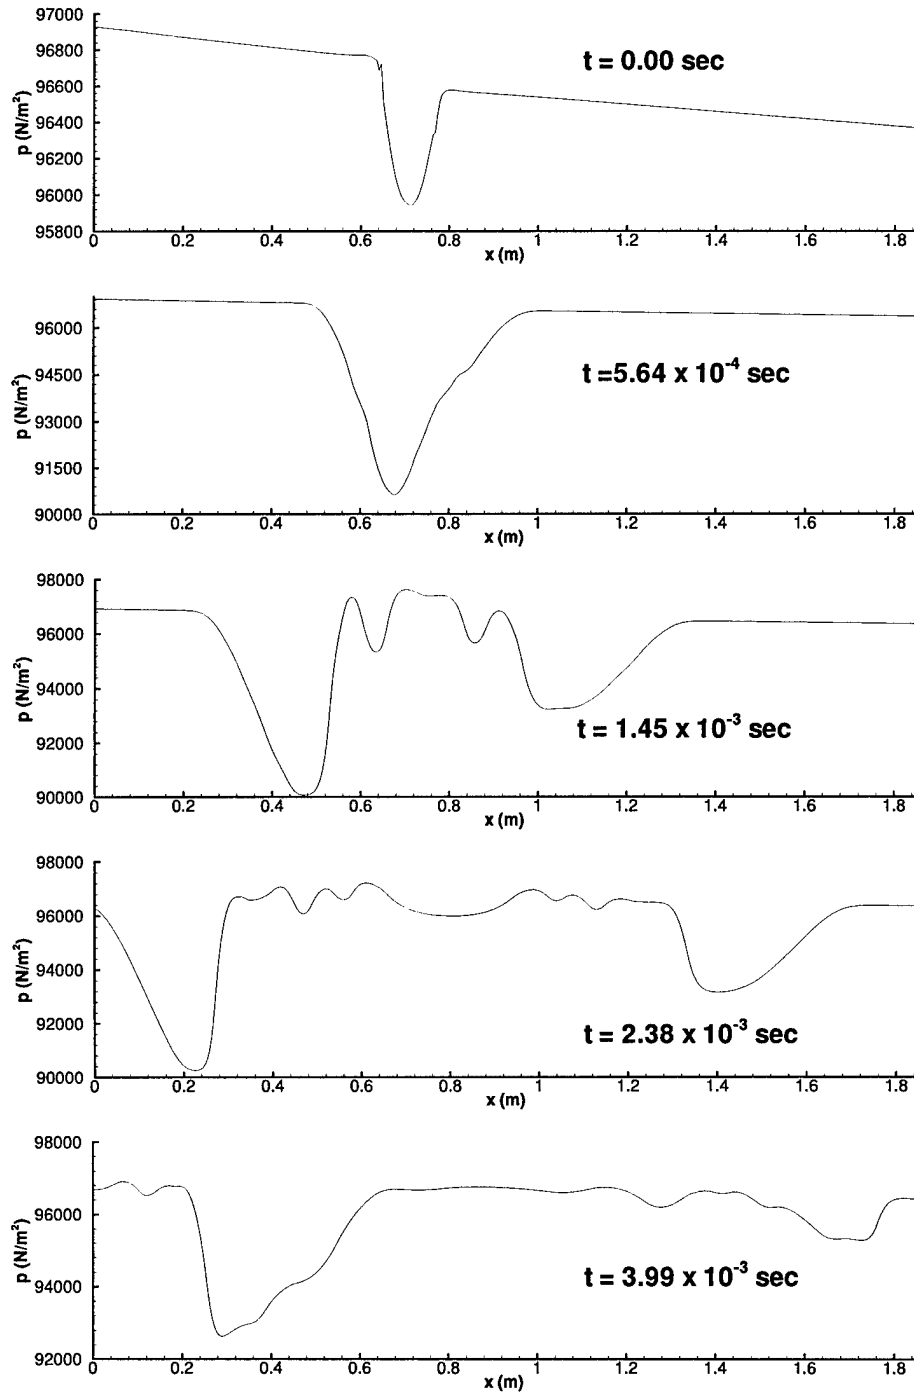 97000
96800
96600
96400
96200
96000
95800
p (N/m²)
t = 0.00 sec
0 0.2 0.4 0.6 0.8 1 1.2 1.4 1.6 1.8
x (m)
96000
94500
93000
91500
90000
p (N/m²)
t =5.64 x 10⁻⁴ sec
0 0.2 0.4 0.6 0.8 1 1.2 1.4 1.6 1.8
x (m)
98000
96000
94000
92000
90000
p (N/m²)
t = 1.45 x 10⁻³ sec
0 0.2 0.4 0.6 0.8 1 1.2 1.4 1.6 1.8
x (m)
98000
96000
94000
92000
90000
p (N/m²)
t = 2.38 x 10⁻³ sec
0 0.2 0.4 0.6 0.8 1 1.2 1.4 1.6 1.8
x (m)
98000
96000
94000
92000
p (N/m²)
t = 3.99 x 10⁻³ sec
0 0.2 0.4 0.6 0.8 1 1.2 1.4 1.6 1.8
x (m)